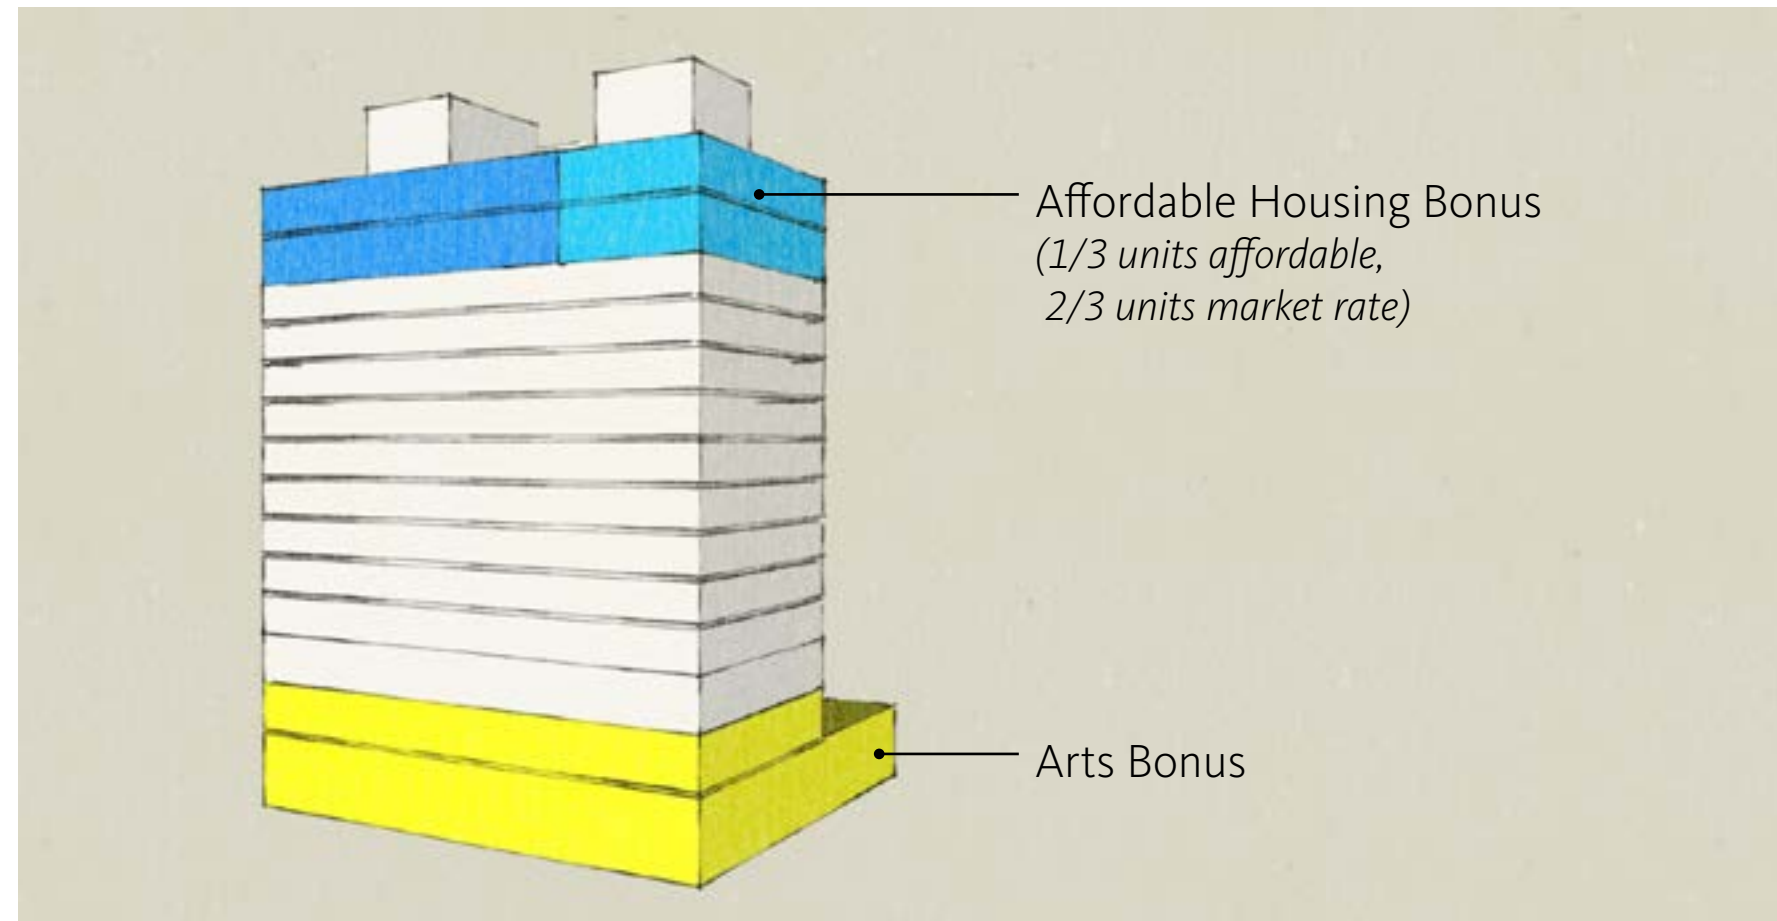 Affordable Housing Bonus
(1/3 units affordable,
2/3 units market rate)
Arts Bonus